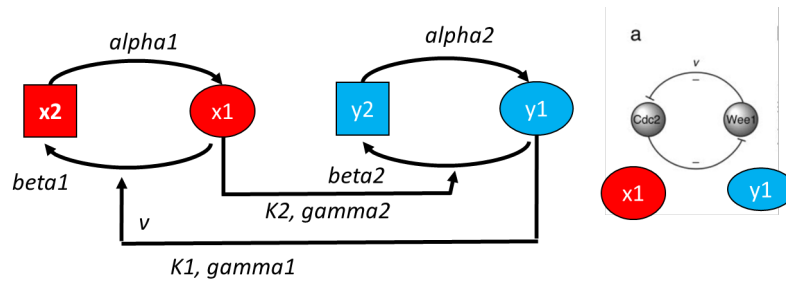 alpha1
alpha2
a
v
x2
x1
y2
y1
Cdc2
Wee1
–
–
beta1
beta2
x1
y1
K2, gamma2
v
K1, gamma1